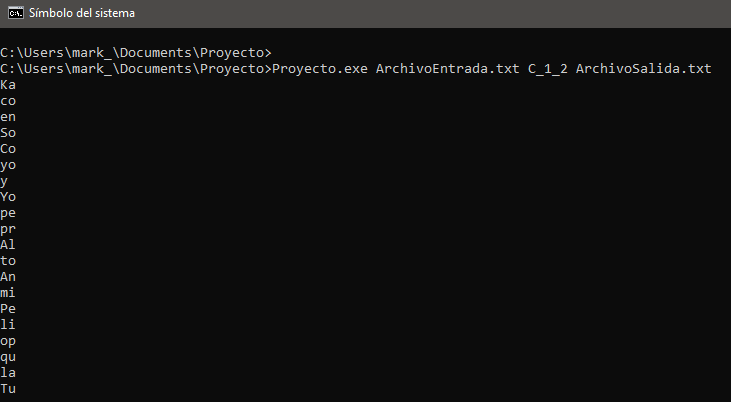 Símbolo del sistema
C:\Users\mark_\Documents\Proyecto>
C:\Users\mark_\Documents\Proyecto>Proyecto.exe ArchivoEntrada.txt C_1_2 ArchivoSalida.txt
Ka
co
en
So
Co
yo
y
Yo
pe
pr
Al
to
An
mi
Pe
li
op
qu
la
Tu